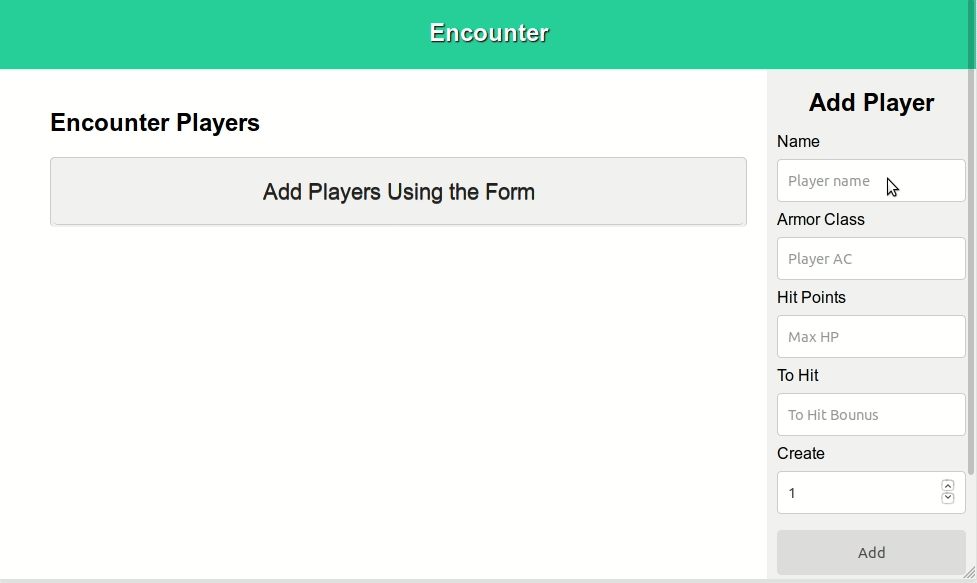 Encounter
Encounter Players
Add Players Using the Form
Add Player
Name
Player name
Armor Class
Player AC
Hit Points
Max HP
To Hit
To Hit Bounus
Create
1
Add